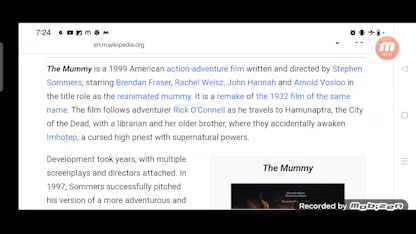 7:24
en.m.wikipedia.org
The Mummy is a 1999 American action-adventure film written and directed by Stephen
Sommers, starring Brendan Fraser, Rachel Weisz, John Hannah and Arnold Vosloo in
the title role as the reanimated mummy. It is a remake of the 1932 film of the same
name. The film follows adventurer Rick O'Connell as he travels to Hamunaptra, the City
of the Dead, with a librarian and her older brother, where they accidentally awaken
Imhotep, a cursed high priest with supernatural powers.
Development took years, with multiple
screenplays and directors attached. In
1997, Sommers successfully pitched
his version of a more adventurous and
The Mummy
Recorded by
Mobizen